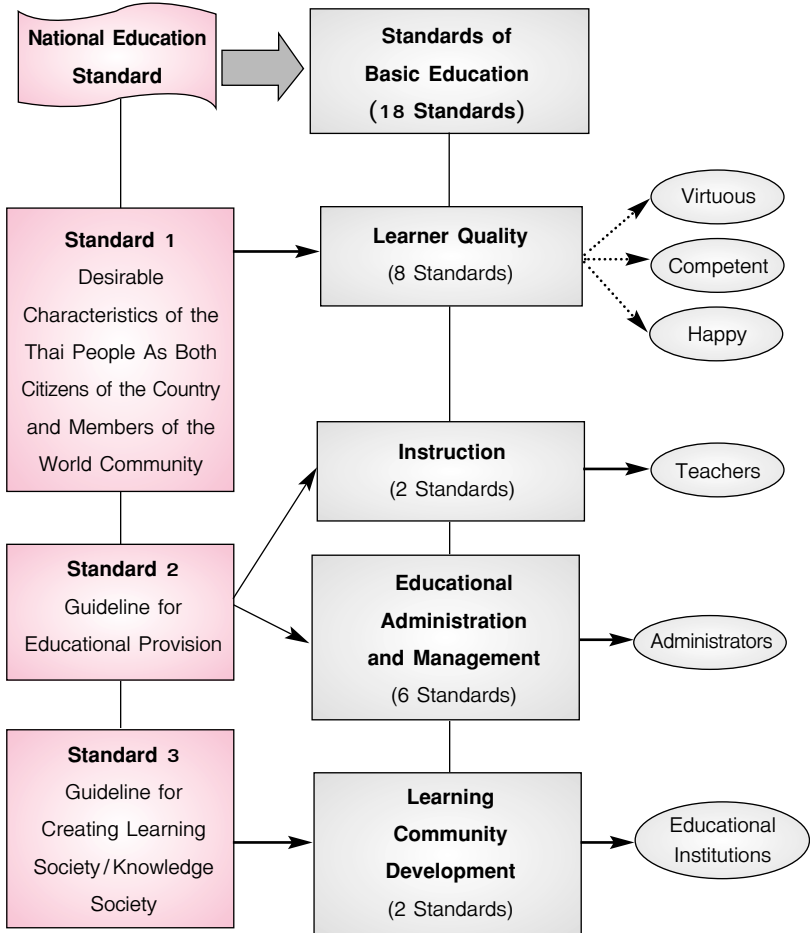 National Education
Standard
Standards of
Basic Education
(18 Standards)
Standard 1
Desirable
Characteristics of the
Thai People As Both
Citizens of the Country
and Members of the
World Community
Learner Quality
(8 Standards)
Virtuous
Competent
Happy
Instruction
(2 Standards)
Teachers
Standard 2
Guideline for
Educational Provision
Educational
Administration
and Management
(6 Standards)
Administrators
Standard 3
Guideline for
Creating Learning
Society/Knowledge
Society
Learning
Community
Development
(2 Standards)
Educational
Institutions